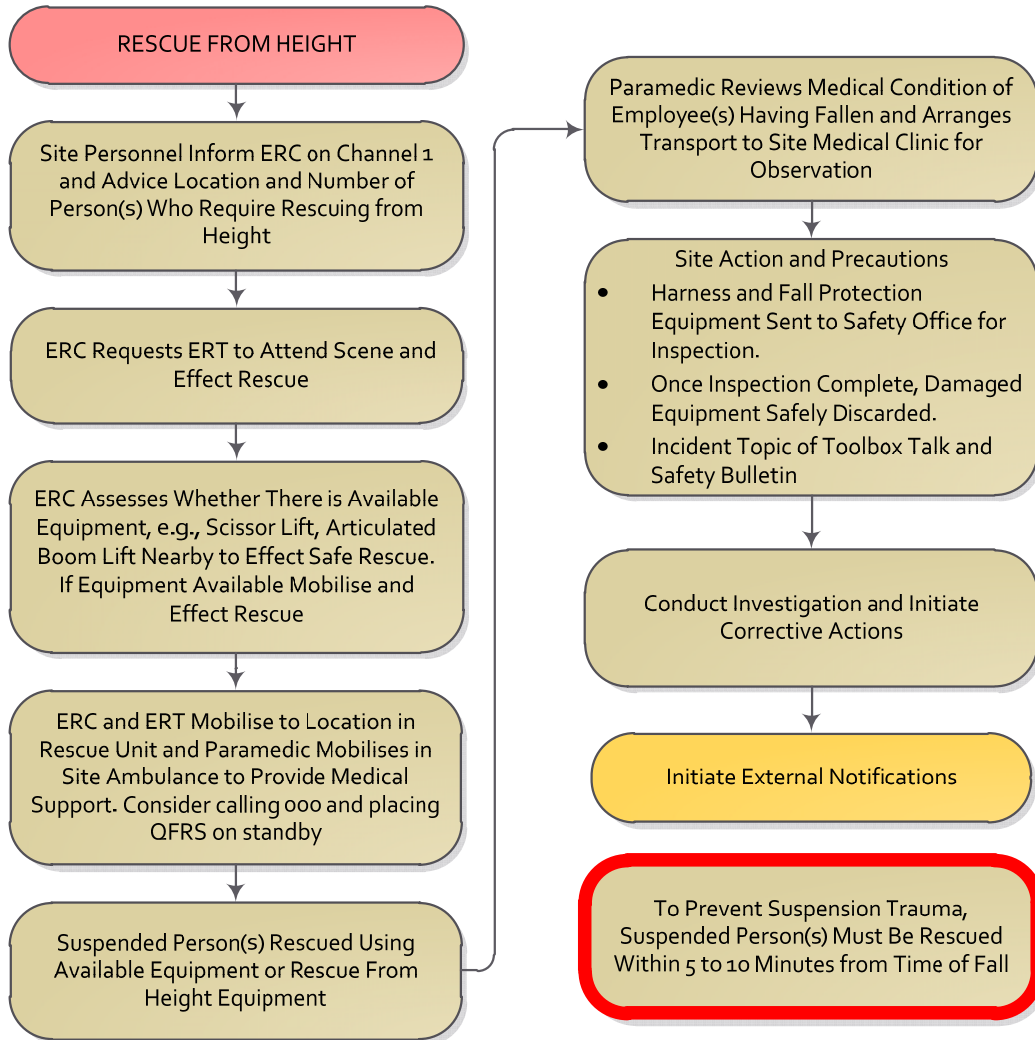 RESCUE FROM HEIGHT
Site Personnel Inform ERC on Channel 1
and Advice Location and Number of
Person(s) Who Require Rescuing from
Height
ERC Requests ERT to Attend Scene and
Effect Rescue
ERC Assesses Whether There is Available
Equipment, e.g., Scissor Lift, Articulated
Boom Lift Nearby to Effect Safe Rescue.
If Equipment Available Mobilise and
Effect Rescue
ERC and ERT Mobilise to Location in
Rescue Unit and Paramedic Mobilises in
Site Ambulance to Provide Medical
Support. Consider calling 000 and placing
QFRS on standby
Suspended Person(s) Rescued Using
Available Equipment or Rescue From
Height Equipment
Paramedic Reviews Medical Condition of
Employee(s) Having Fallen and Arranges
Transport to Site Medical Clinic for
Observation
Site Action and Precautions
• Harness and Fall Protection
Equipment Sent to Safety Office for
Inspection.
• Once Inspection Complete, Damaged
Equipment Safely Discarded.
• Incident Topic of Toolbox Talk and
Safety Bulletin
Conduct Investigation and Initiate
Corrective Actions
Initiate External Notifications
To Prevent Suspension Trauma,
Suspended Person(s) Must Be Rescued
Within 5 to 10 Minutes from Time of Fall